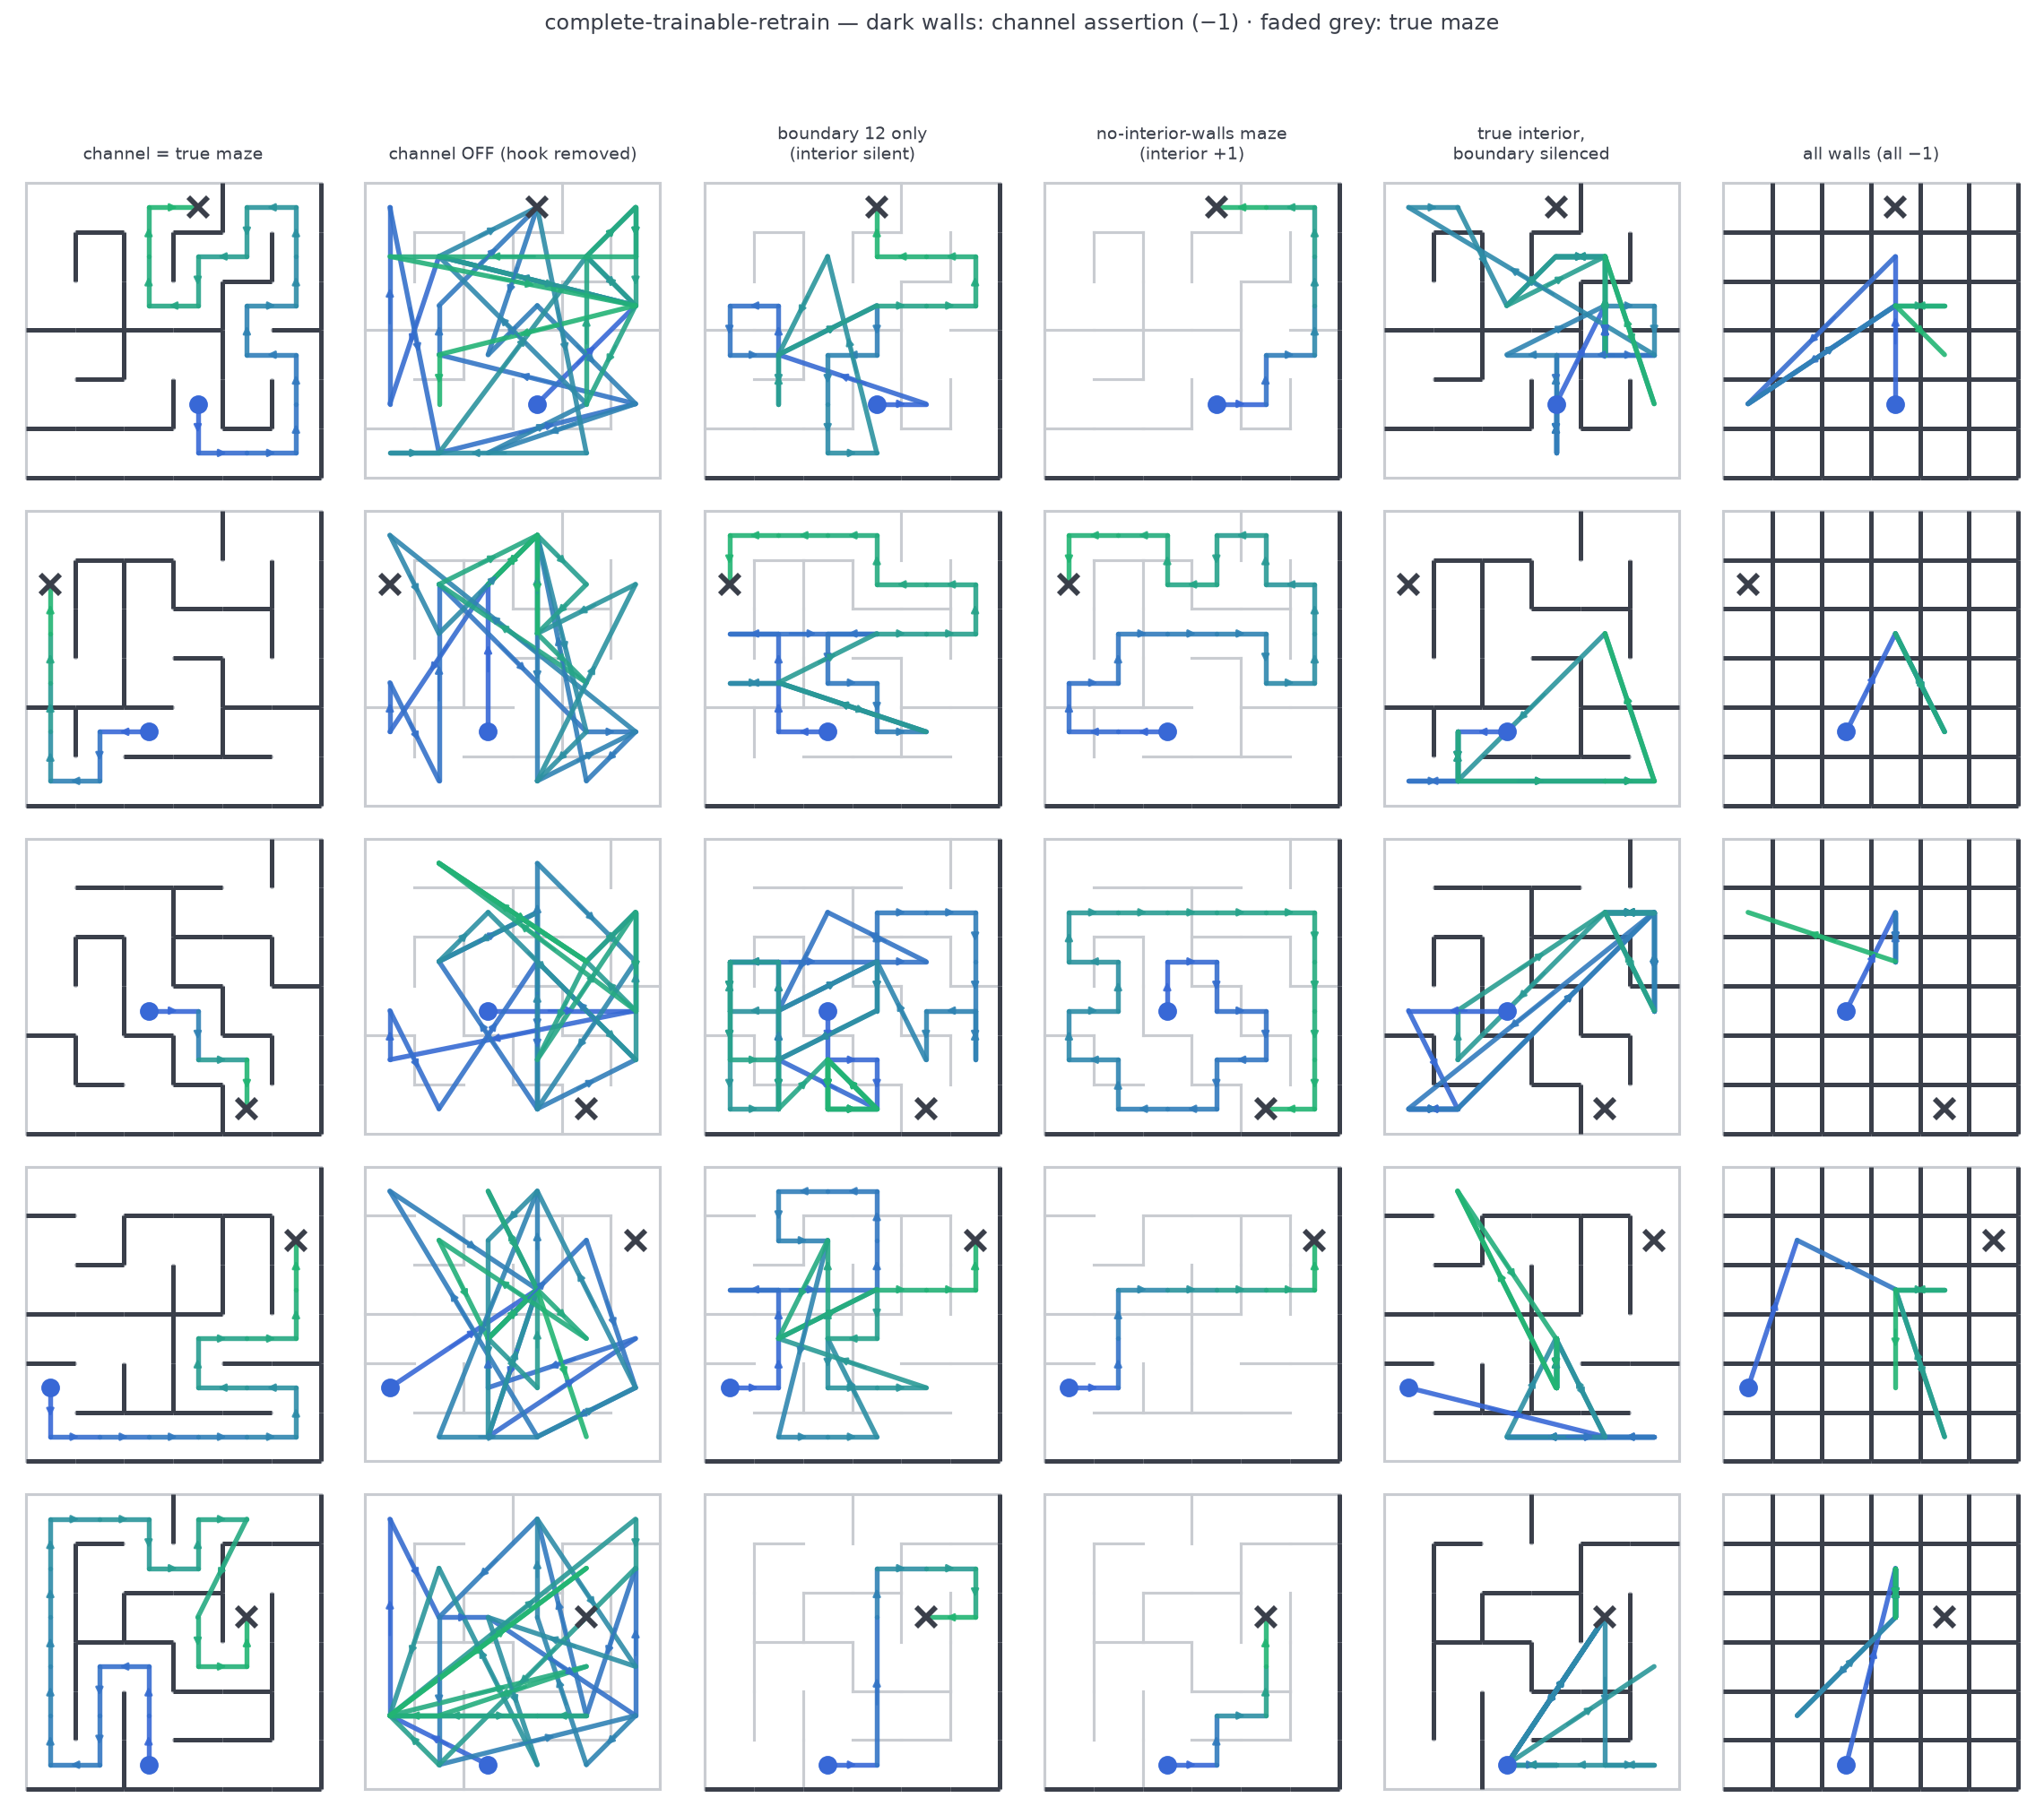 complete-trainable-retrain — dark walls: channel assertion (−1) · faded grey: true maze
channel = true maze
channel OFF (hook removed)
boundary 12 only
(interior silent)
no-interior-walls maze
(interior +1)
true interior,
boundary silenced
all walls (all −1)